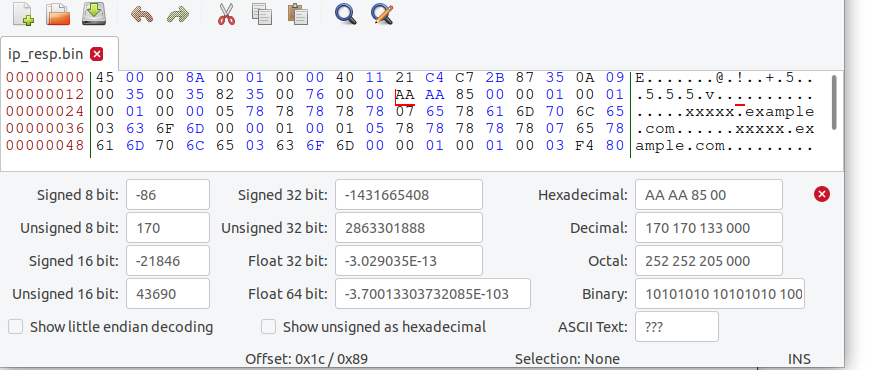 ip_resp.bin
00000000 45 00 00 8A 00 01 00 00 40 11 21 C4 C7 2B 87 35 0A 09 E.......@.!..+.5..
00000012 00 35 00 35 82 35 00 76 00 00 AA AA 85 00 00 01 00 01 .5.5.5.v..........
00000024 00 01 00 00 05 78 78 78 78 78 07 65 78 61 6D 70 6C 65 .....xxxxx.example
00000036 03 63 6F 6D 00 00 01 00 01 05 78 78 78 78 78 07 65 78 .com......xxxxx.ex
00000048 61 6D 70 6C 65 03 63 6F 6D 00 00 01 00 01 00 03 F4 80 ample.com.........
Signed 8 bit: -86 Signed 32 bit: -1431665408 Hexadecimal: AA AA 85 00
Unsigned 8 bit: 170 Unsigned 32 bit: 2863301888 Decimal: 170 170 133 000
Signed 16 bit: -21846 Float 32 bit: -3.029035E-13 Octal: 252 252 205 000
Unsigned 16 bit: 43690 Float 64 bit: -3.70013303732085E-103 Binary: 10101010 10101010 100
Show little endian decoding Show unsigned as hexadecimal ASCII Text: ???
Offset: 0x1c / 0x89 Selection: None INS